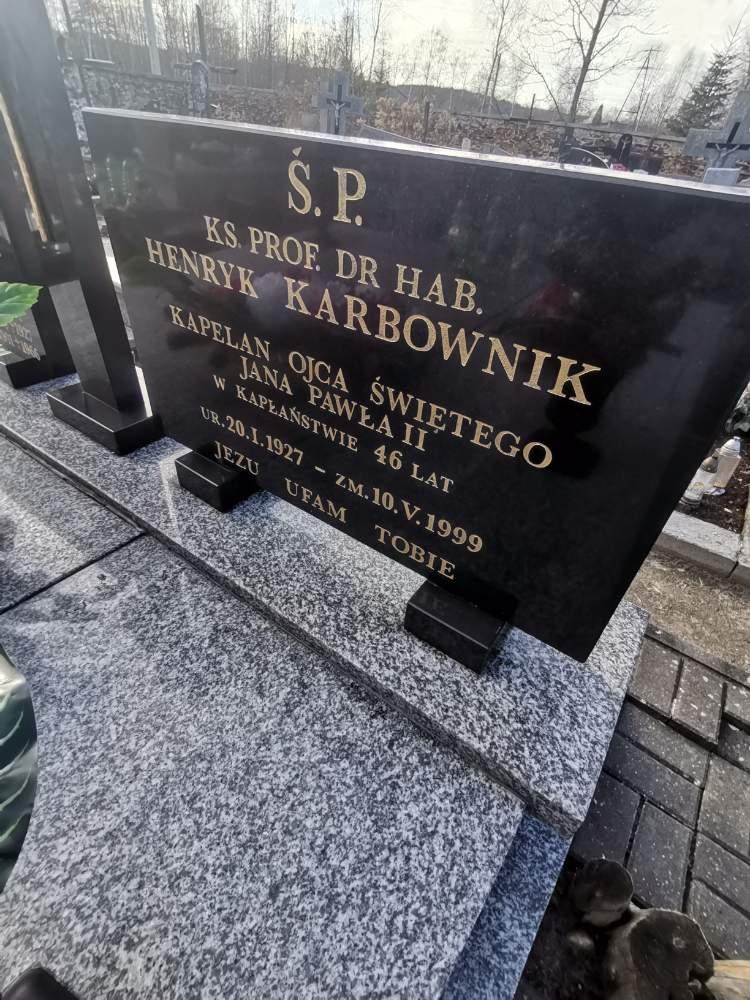 Ś.P.
KS. PROF. DR HAB.
HENRYK KARBOWNIK
KAPELAN OJCA ŚWIĘTEGO
JANA PAWŁA II
W KAPŁAŃSTWIE 46 LAT
UR. 20.I.1927 – ZM. 10.V.1999
JEZU UFAM TOBIE